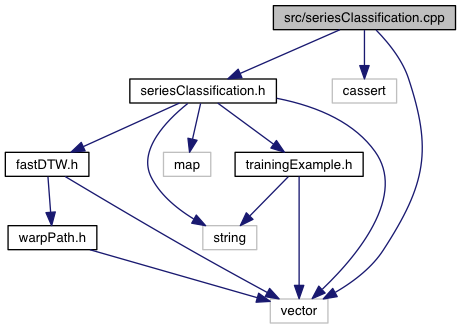 src/seriesClassification.cpp
seriesClassification.h
cassert
fastDTW.h
map
trainingExample.h
warpPath.h
string
vector